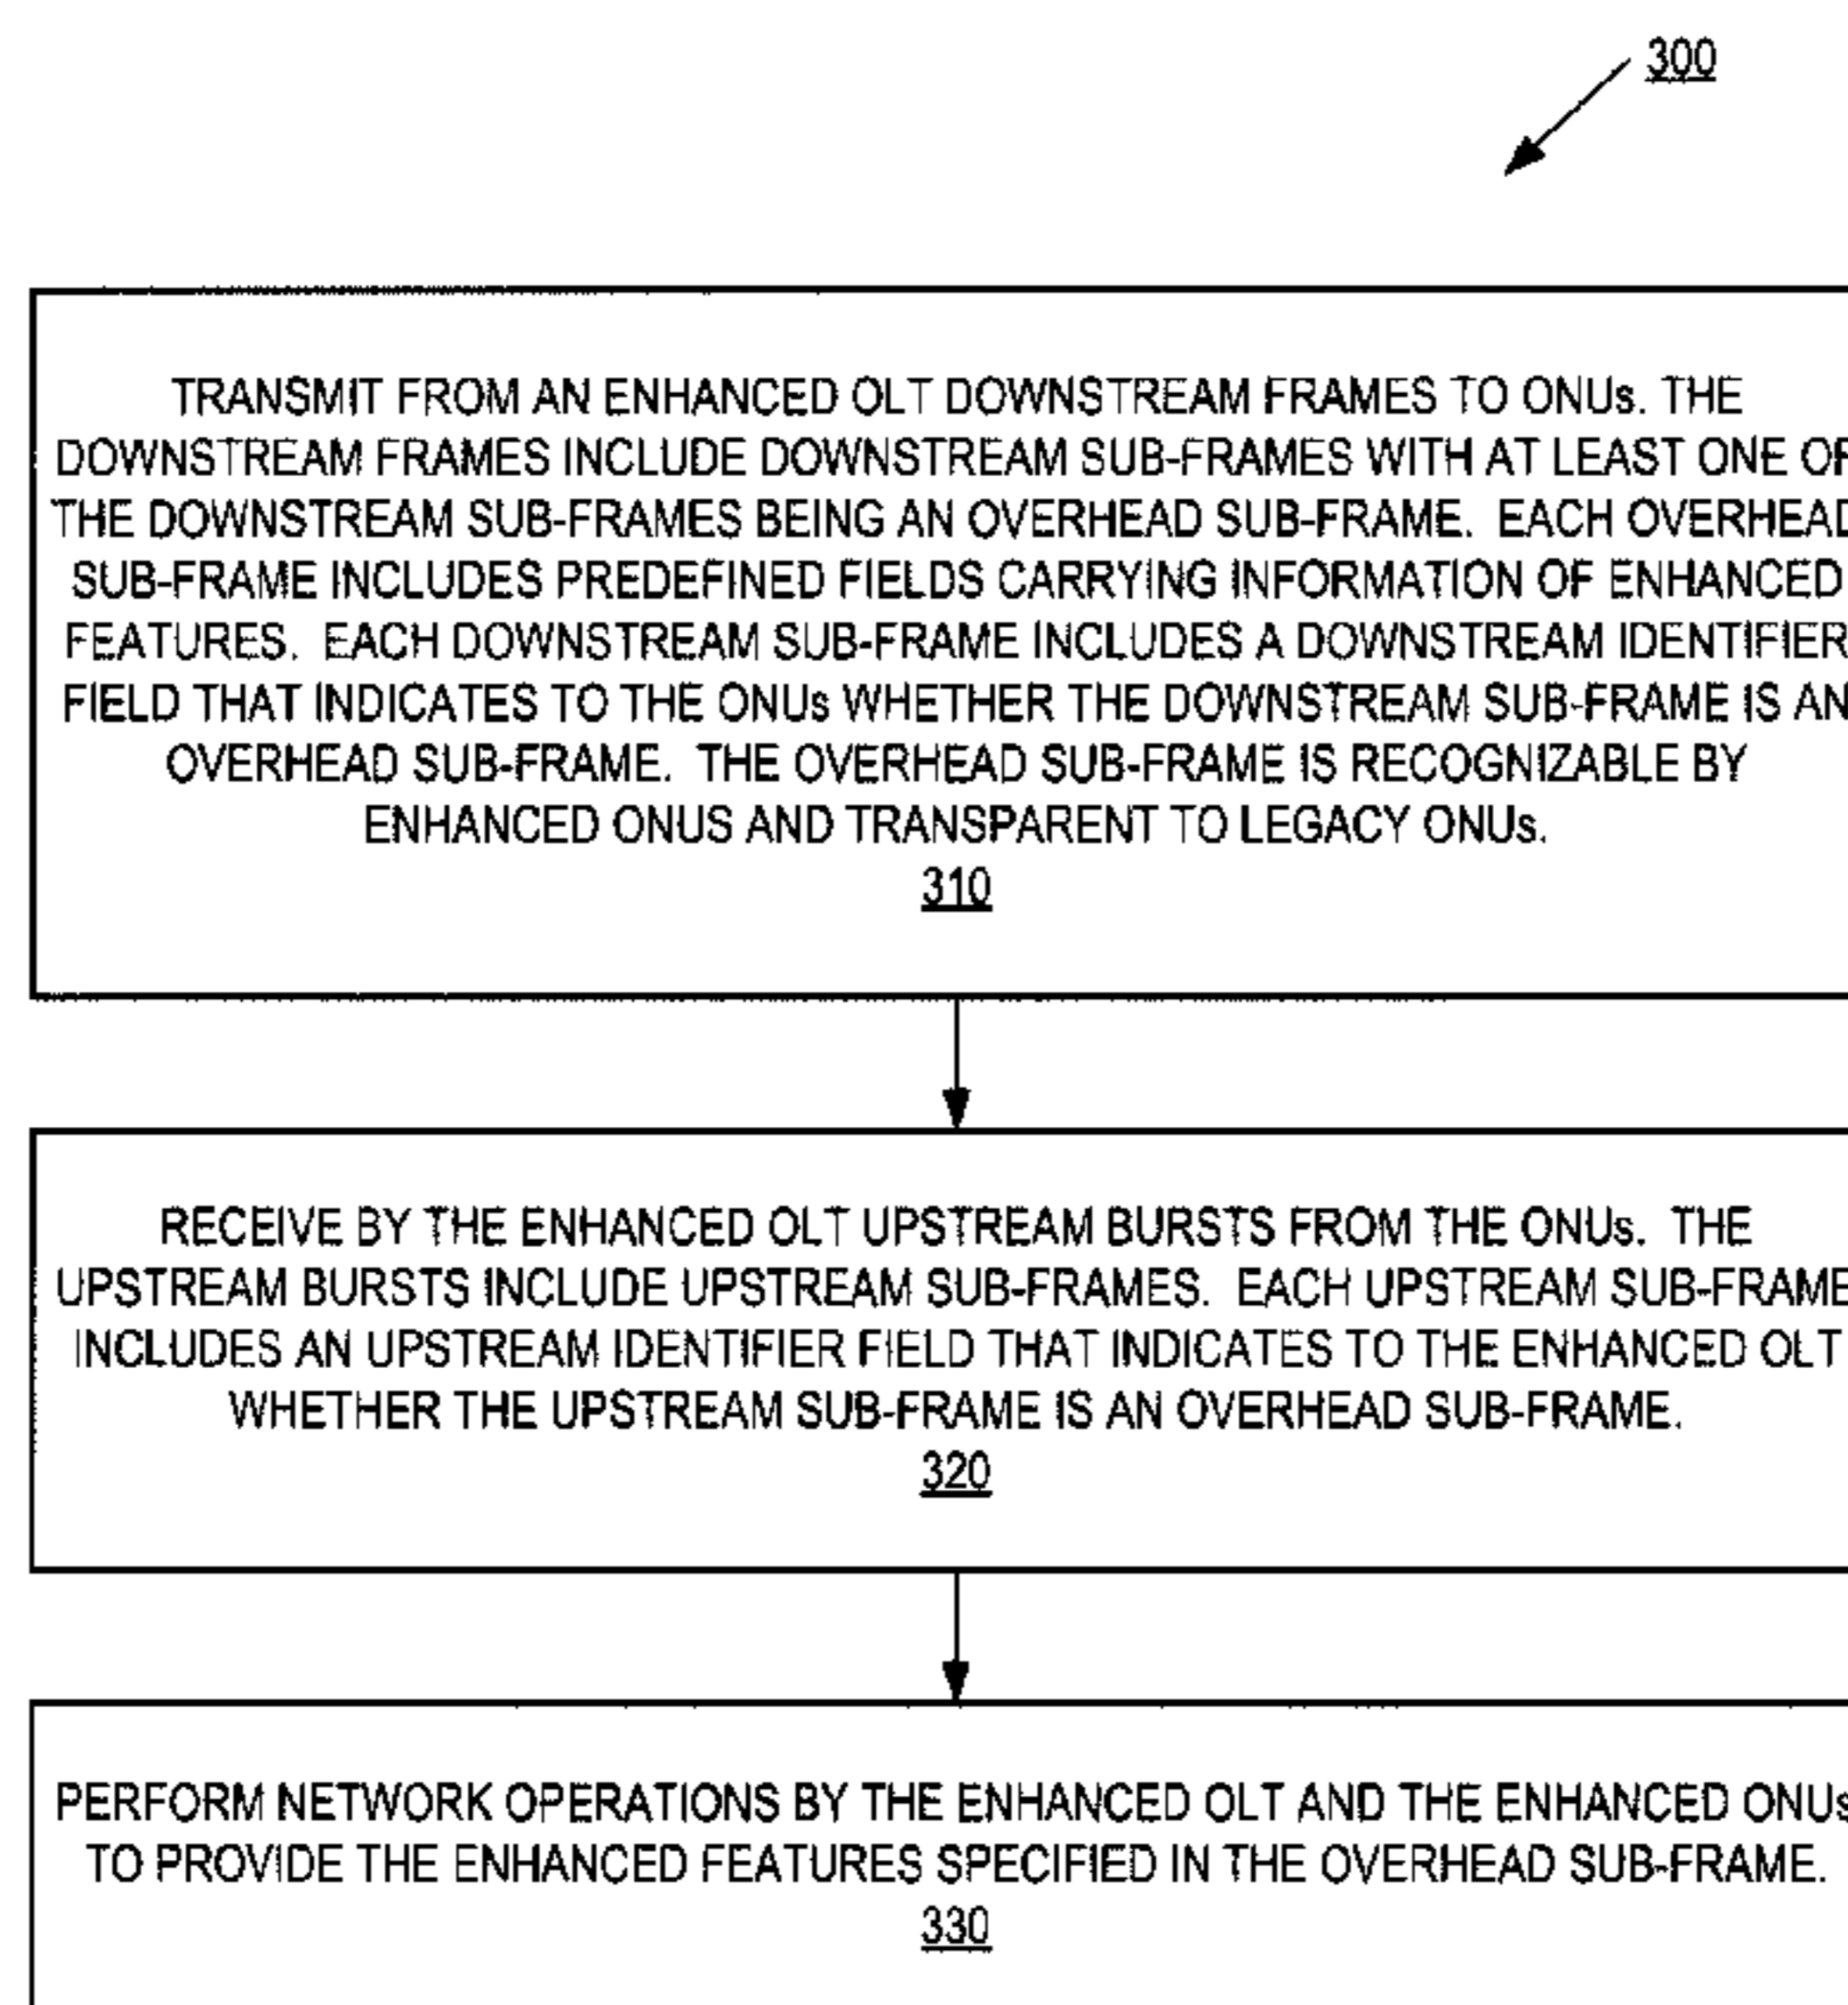 300
TRANSMIT FROM AN ENHANCED OLT DOWNSTREAM FRAMES TO ONUs. THE
DOWNSTREAM FRAMES INCLUDE DOWNSTREAM SUB-FRAMES WITH AT LEAST ONE OF
THE DOWNSTREAM SUB-FRAMES BEING AN OVERHEAD SUB-FRAME. EACH OVERHEAD
SUB-FRAME INCLUDES PREDEFINED FIELDS CARRYING INFORMATION OF ENHANCED
FEATURES. EACH DOWNSTREAM SUB-FRAME INCLUDES A DOWNSTREAM IDENTIFIER
FIELD THAT INDICATES TO THE ONUs WHETHER THE DOWNSTREAM SUB-FRAME IS AN
OVERHEAD SUB-FRAME. THE OVERHEAD SUB-FRAME IS RECOGNIZABLE BY
ENHANCED ONUS AND TRANSPARENT TO LEGACY ONUs.
310
RECEIVE BY THE ENHANCED OLT UPSTREAM BURSTS FROM THE ONUs. THE
UPSTREAM BURSTS INCLUDE UPSTREAM SUB-FRAMES. EACH UPSTREAM SUB-FRAME
INCLUDES AN UPSTREAM IDENTIFIER FIELD THAT INDICATES TO THE ENHANCED OLT
WHETHER THE UPSTREAM SUB-FRAME IS AN OVERHEAD SUB-FRAME.
320
PERFORM NETWORK OPERATIONS BY THE ENHANCED OLT AND THE ENHANCED ONUs
TO PROVIDE THE ENHANCED FEATURES SPECIFIED IN THE OVERHEAD SUB-FRAME.
330